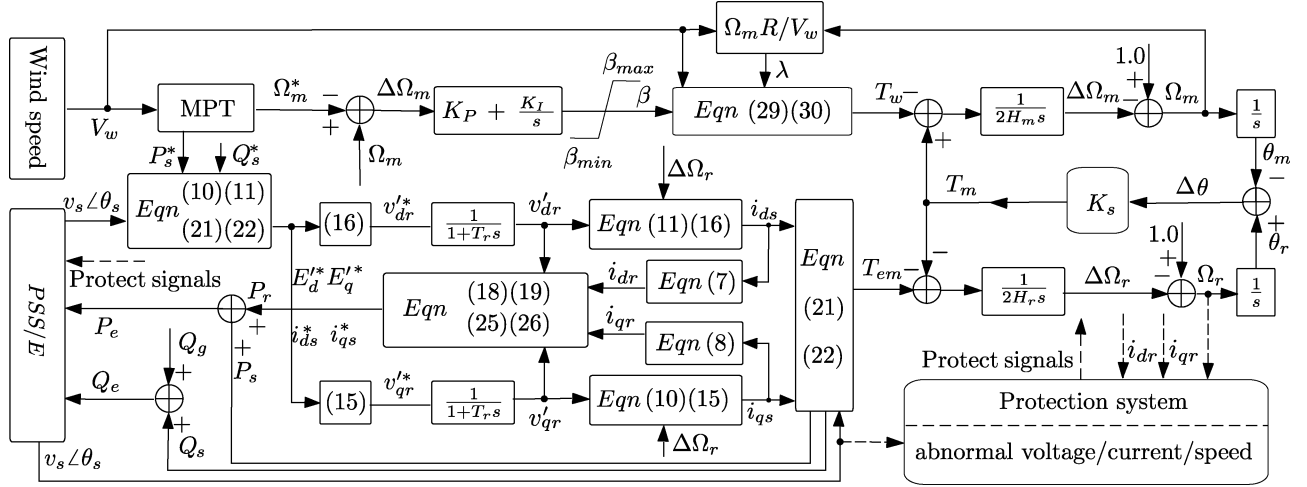 Wind speed
V_w
MPT
Ω*_m
−
+
Ω_m
ΔΩ_m
K_P + K_I/s
β_max
β
β_min
Ω_m R/V_w
λ
Eqn (29)(30)
T_w −
+
1/(2H_m s)
ΔΩ_m −
1.0
+
Ω_m
1/s
θ_m
−
P*_s
Q*_s
v_s∠θ_s
Eqn
(10)(11)
(21)(22)
(16)
v′*_dr
1/(1+T_r s)
v′_dr
ΔΩ_r
Eqn (11)(16)
i_ds
Eqn
(21)
(22)
T_m
K_s
Δθ
+
θ_r
PSS/E
Protect signals
E′*_d E′*_q
P_r
+
P_e
+
P_s
i*_ds i*_qs
Eqn
(18)(19)
(25)(26)
i_dr
Eqn (7)
i_qr
Eqn (8)
T_em −
−
1/(2H_r s)
ΔΩ_r
−
1.0
+
Ω_r
1/s
Q_g
+
Q_e
+
Q_s
(15)
v′*_qr
1/(1+T_r s)
v′_qr
Eqn (10)(15)
i_qs
ΔΩ_r
v_s∠θ_s
Protect signals
i_dr
i_qr
Protection system
abnormal voltage/current/speed